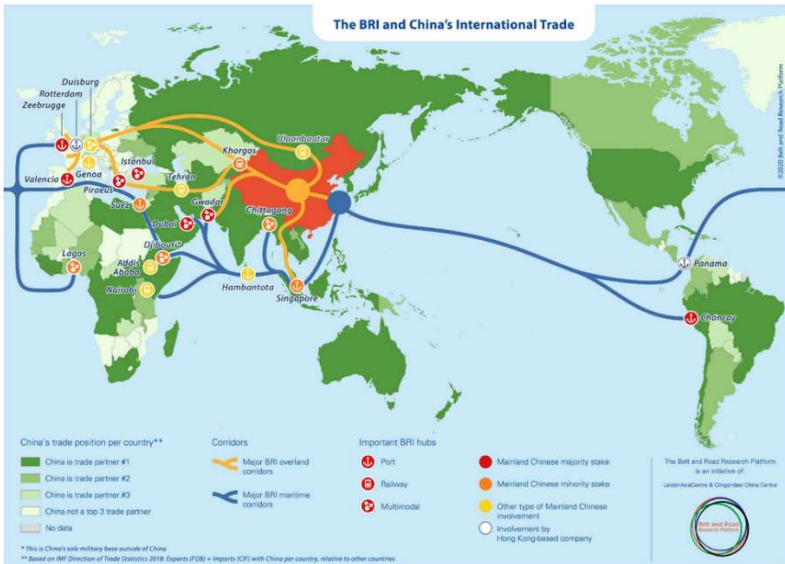 The BRI and China's International Trade
Duisburg
Rotterdam
Zeebrugge
Ulaanbaatar
Khorgos
Istanbul
Genoa
Tehran
Valencia
Piraeus
Gwadar
Suez
Chittagong
Dubai
Djibouti*
Lagos
Addis
Ababa
Panama
Nairobi
Hambantota
Singapore
Chancay
©2020 Belt and Road Research Platform
China's trade position per country**
China is trade partner #1
China is trade partner #2
China is trade partner #3
China not a top 3 trade partner
No data
Corridors
Major BRI overland
corridors
Major BRI maritime
corridors
Important BRI hubs
Port
Railway
Multimodal
Mainland Chinese majority stake
Mainland Chinese minority stake
Other type of Mainland Chinese
involvement
Involvement by
Hong Kong-based company
The Belt and Road Research Platform
is an initiative of:
LeidenAsiaCentre & Clingendael China Centre
Belt and Road
Research Platform
* This is China's sole military base outside of China
** Based on IMF Direction of Trade Statistics 2018: Exports (FOB) + Imports (CIF) with China per country, relative to other countries